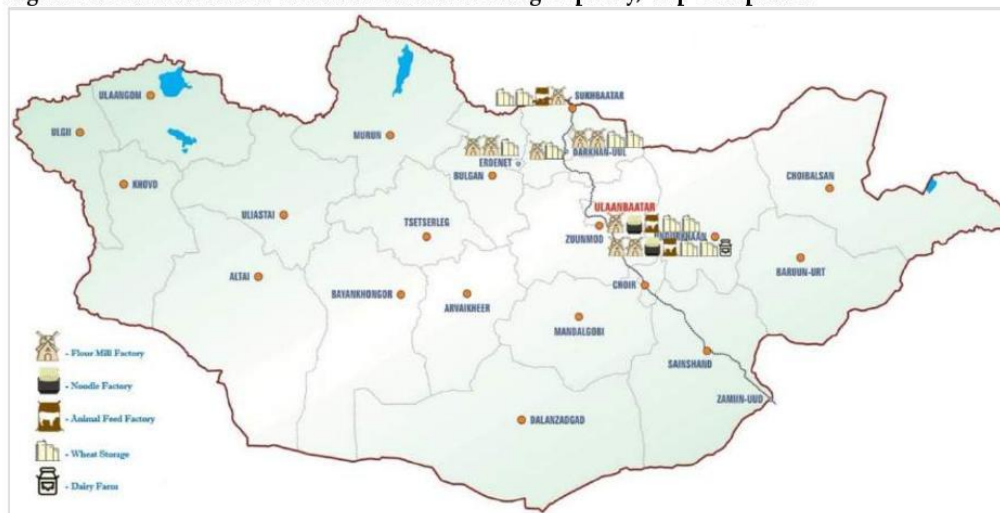 SUKHBAATAR
ULAANGOM
ULGII
MURUN
DARKHAN-UUL
ERDENET
BULGAN
CHOIBALSAN
KHOVD
ULIASTAI
TSETSERLEG
ULAANBAATAR
ZUUNMOD
BARUUN-URT
ALTAI
BAYANKHONGOR
ARVAIKHEER
CHOIR
MANDALGOBI
SAINSHAND
ZAMIIN-UUD
DALANZADGAD
- Flour Mill Factory
- Noodle Factory
- Animal Feed Factory
- Wheat Storage
- Dairy Farm